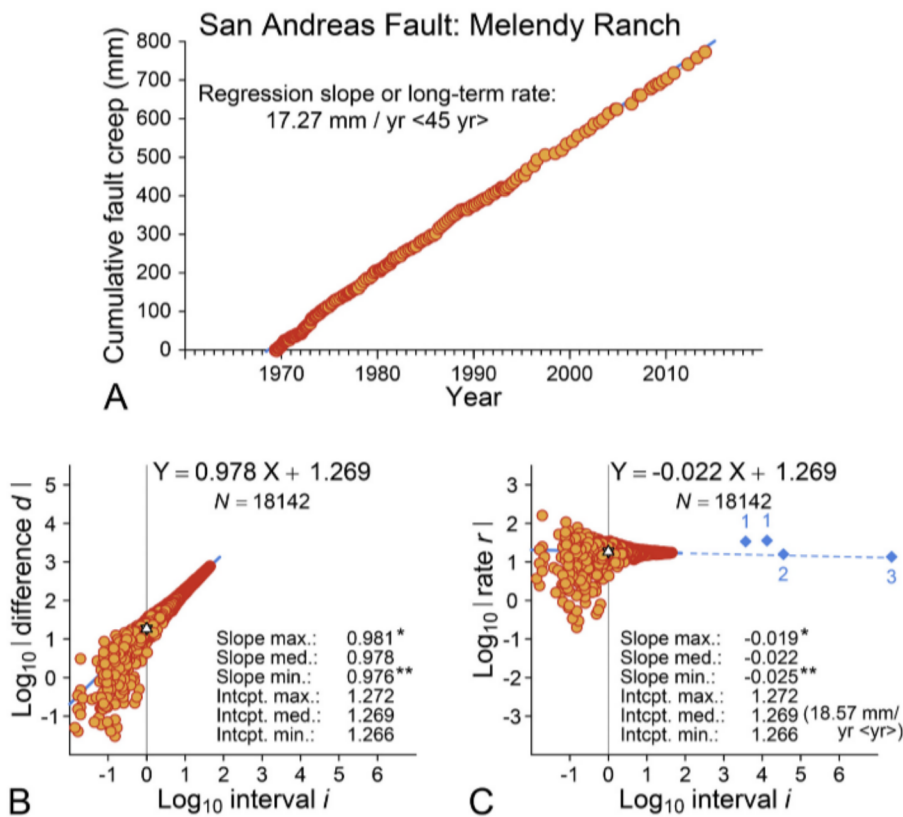 San Andreas Fault: Melendy Ranch
Cumulative fault creep (mm)
800
700
600
500
400
300
200
100
0
Regression slope or long-term rate:
17.27 mm / yr <45 yr>
1970 1980 1990 2000 2010
Year
A
Y = 0.978 X + 1.269
N = 18142
Log10 | difference d |
5
4
3
2
1
0
-1
Slope max.: 0.981*
Slope med.: 0.978
Slope min.: 0.976**
Intcpt. max.: 1.272
Intcpt. med.: 1.269
Intcpt. min.: 1.266
-1 0 1 2 3 4 5 6
Log10 interval i
B
Y = -0.022 X + 1.269
N = 18142
Log10 | rate r |
3
2
1
0
-1
-2
-3
1 1
2
3
Slope max.: -0.019*
Slope med.: -0.022
Slope min.: -0.025**
Intcpt. max.: 1.272
Intcpt. med.: 1.269 (18.57 mm/
Intcpt. min.: 1.266 yr <yr>)
-1 0 1 2 3 4 5 6
Log10 interval i
C